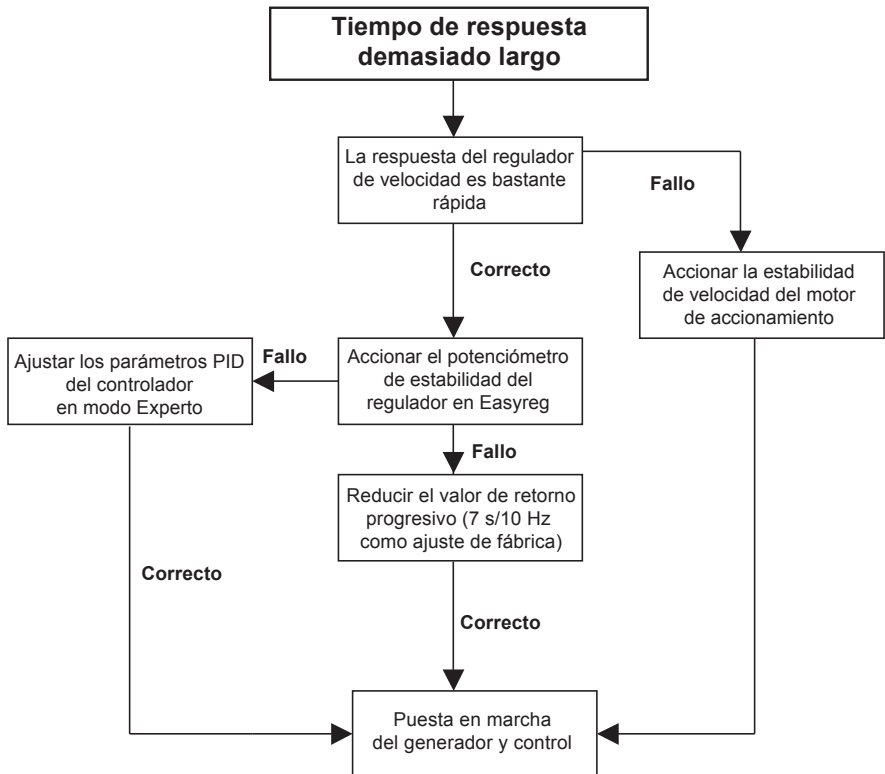 Tiempo de respuesta
demasiado largo
La respuesta del regulador
de velocidad es bastante
rápida
Fallo
Correcto
Accionar la estabilidad
de velocidad del motor
de accionamiento
Ajustar los parámetros PID
del controlador
en modo Experto
Fallo
Accionar el potenciómetro
de estabilidad del
regulador en Easyreg
Fallo
Reducir el valor de retorno
progresivo (7 s/10 Hz
como ajuste de fábrica)
Correcto
Correcto
Puesta en marcha
del generador y control